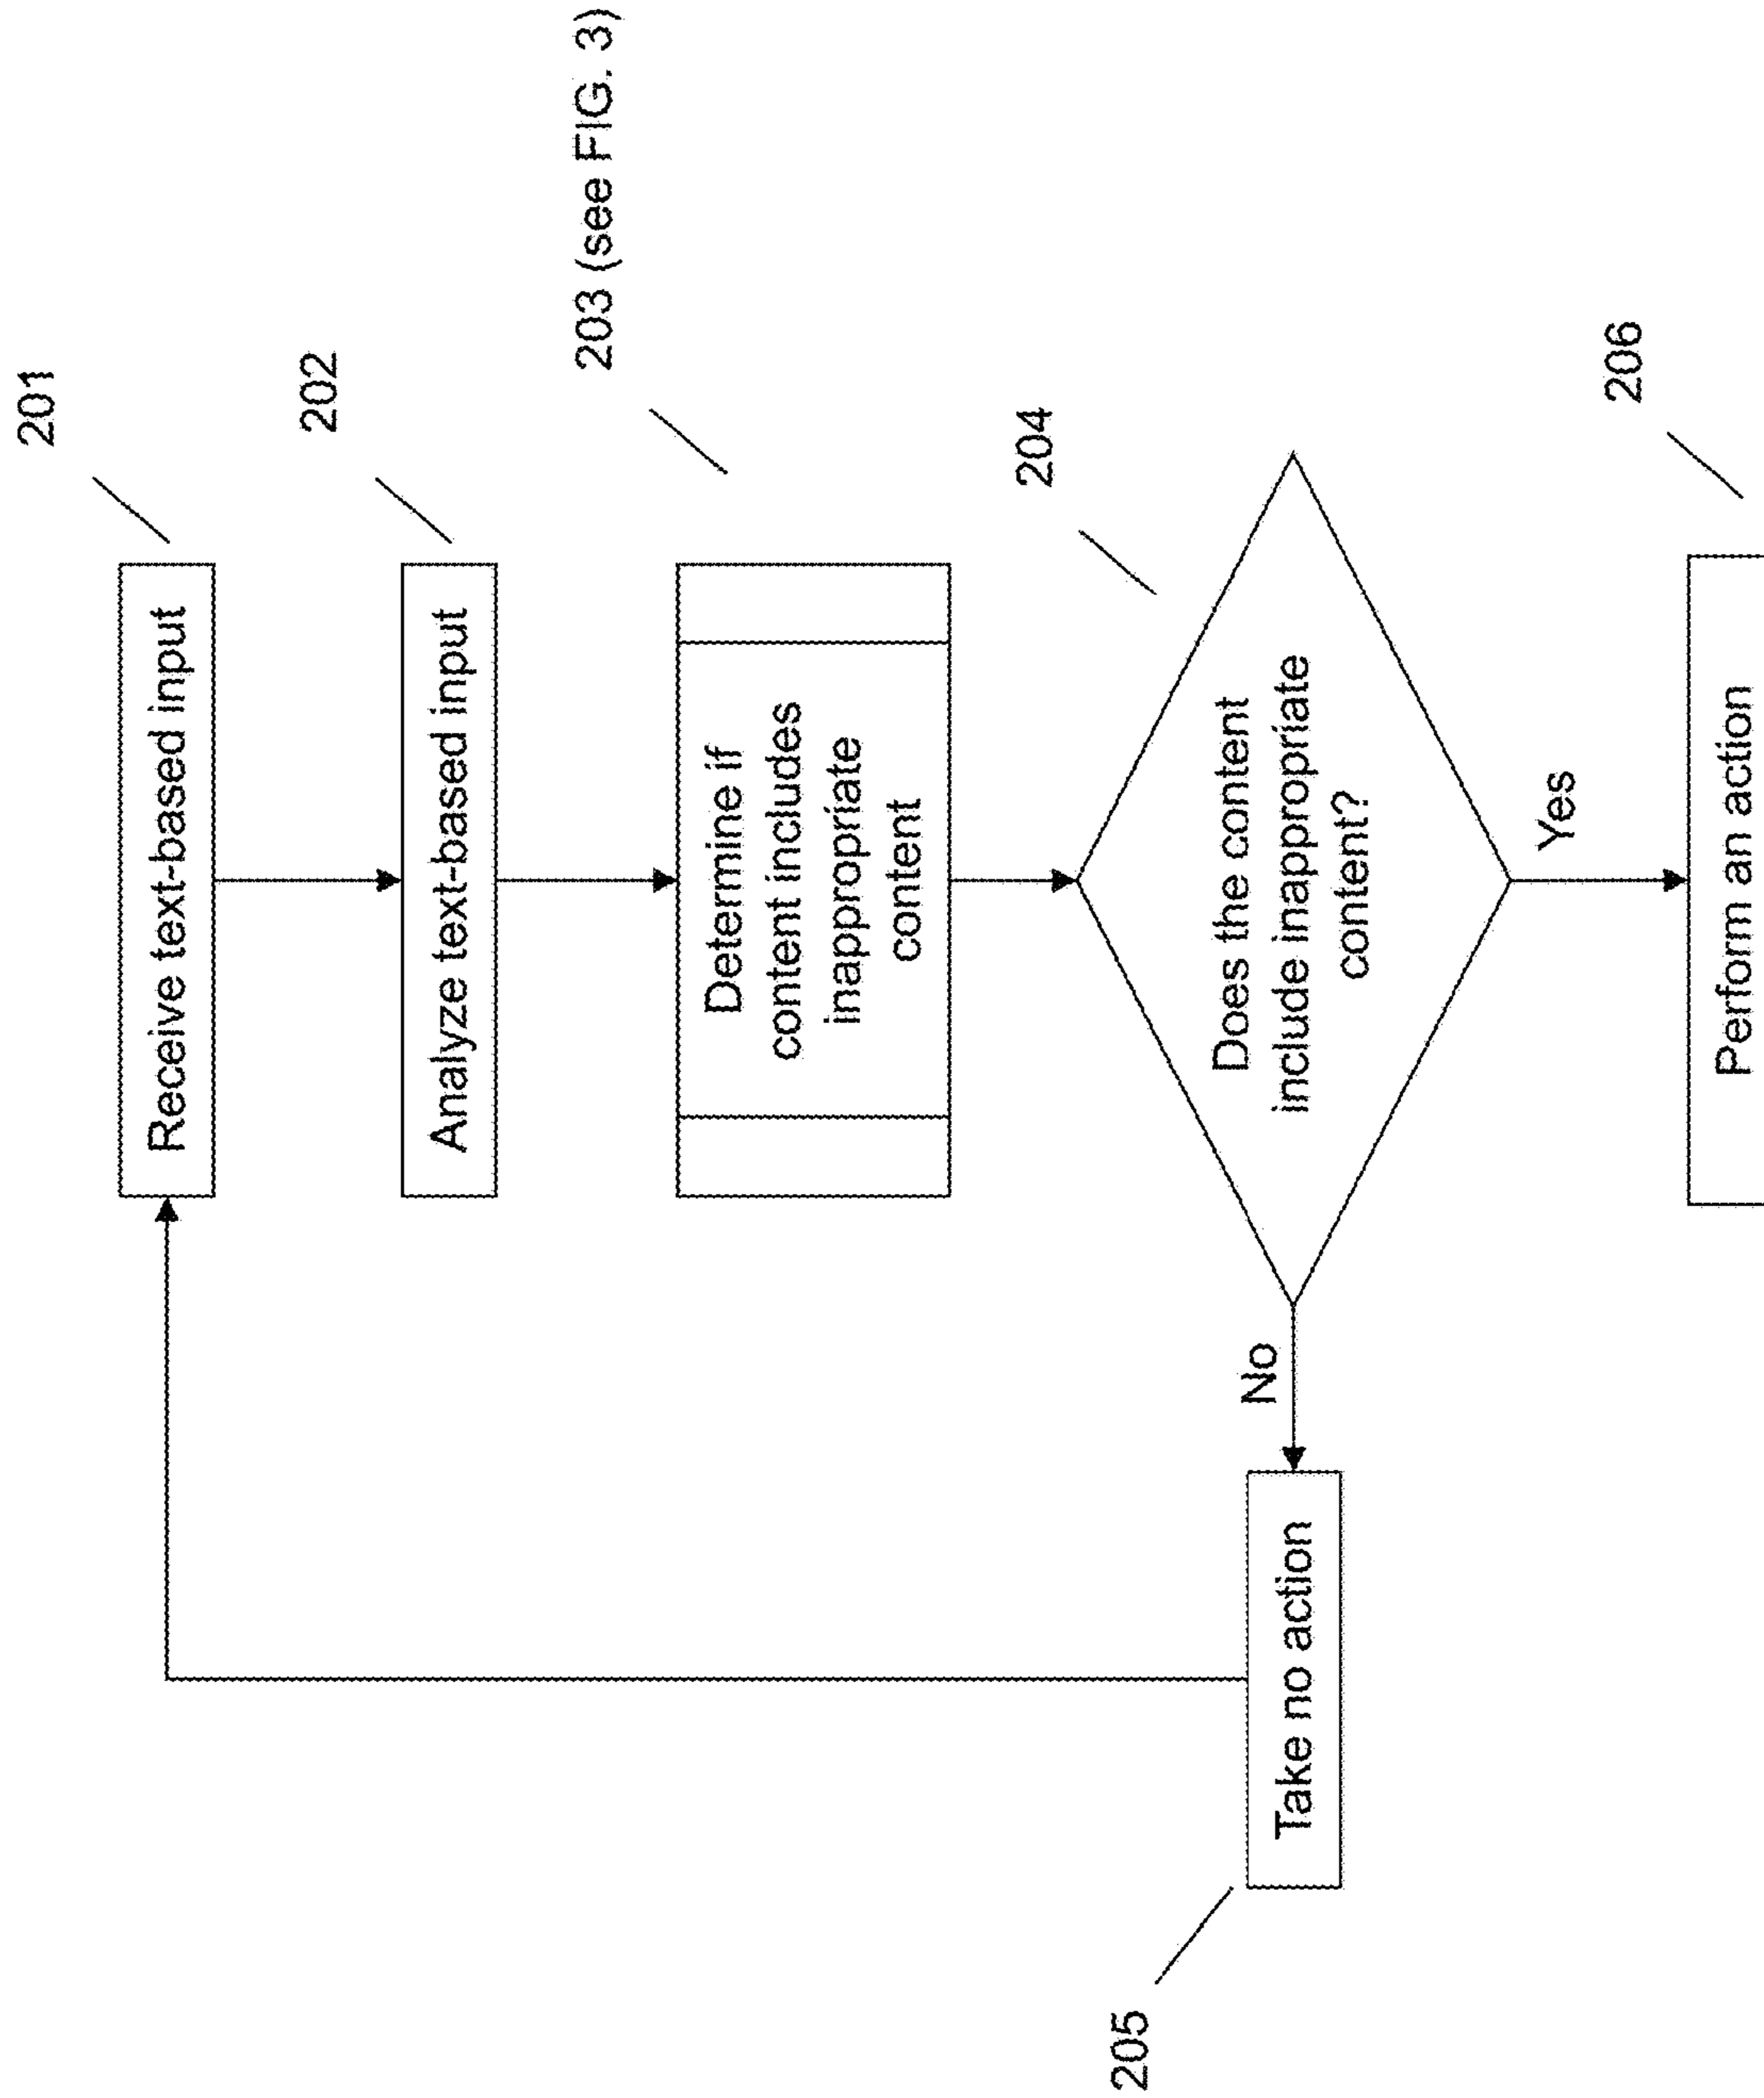 201
Receive text-based input
202
Analyze text-based input
203 (see FIG. 3)
Determine if
content includes
inappropriate
content
204
Does the content
include inappropriate
content?
No
Yes
205
Take no action
206
Perform an action